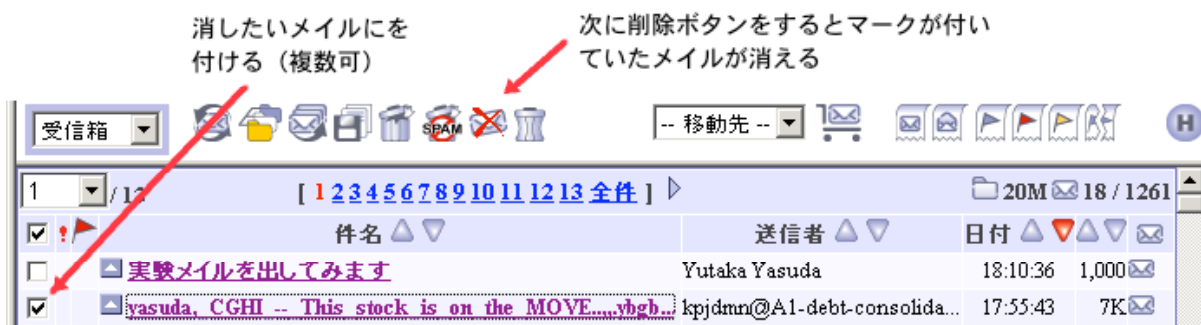 消したいメイルにを
付ける（複数可）
次に削除ボタンをするとマークが付い
ていたメイルが消える
受信箱
SPAM
-- 移動先 --
H
1
[ 1 2 3 4 5 6 7 8 9 10 11 12 13 全件 ]
20M 18 / 1261
! 件名 送信者 日付
実験メイルを出してみます Yutaka Yasuda 18:10:36 1,000
yasuda, CGHI -- This stock is on the MOVE...,,ybgb... kpjdmn@A1-debt-consolida... 17:55:43 7K